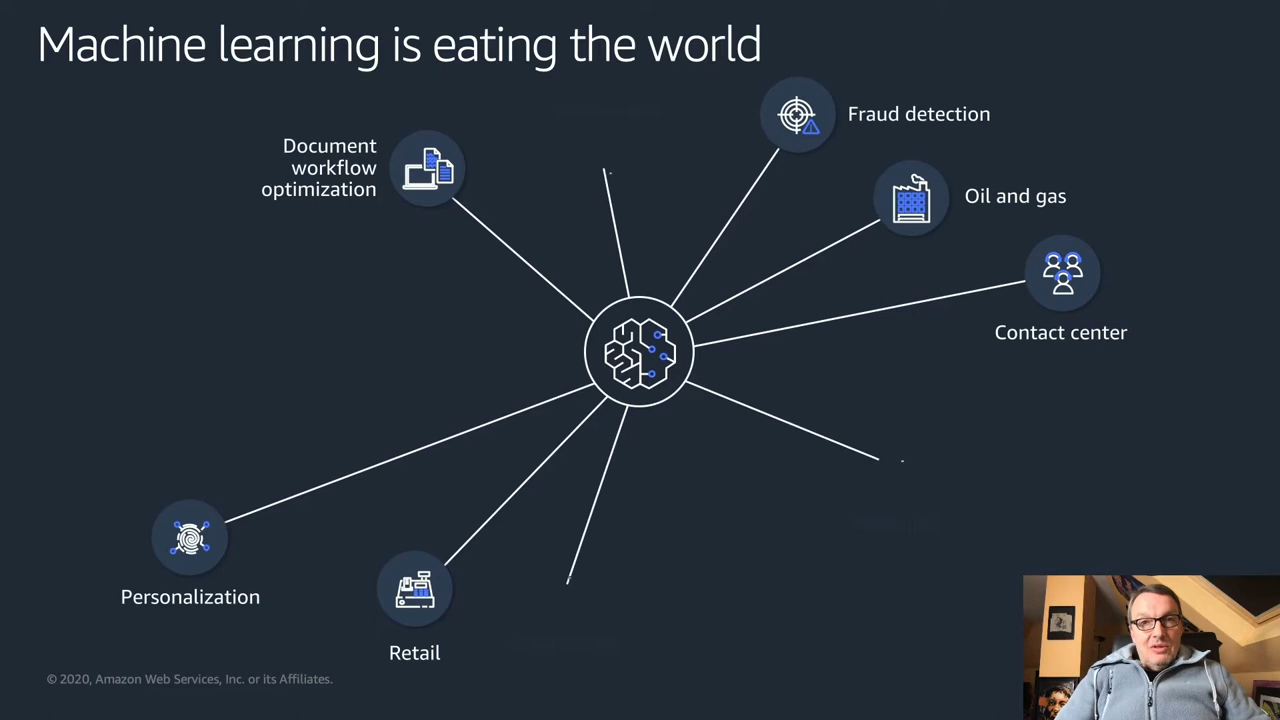 Machine learning is eating the world
Fraud detection
Document
workflow
optimization
Oil and gas
Contact center
Personalization
Retail
© 2020, Amazon Web Services, Inc. or its Affiliates.